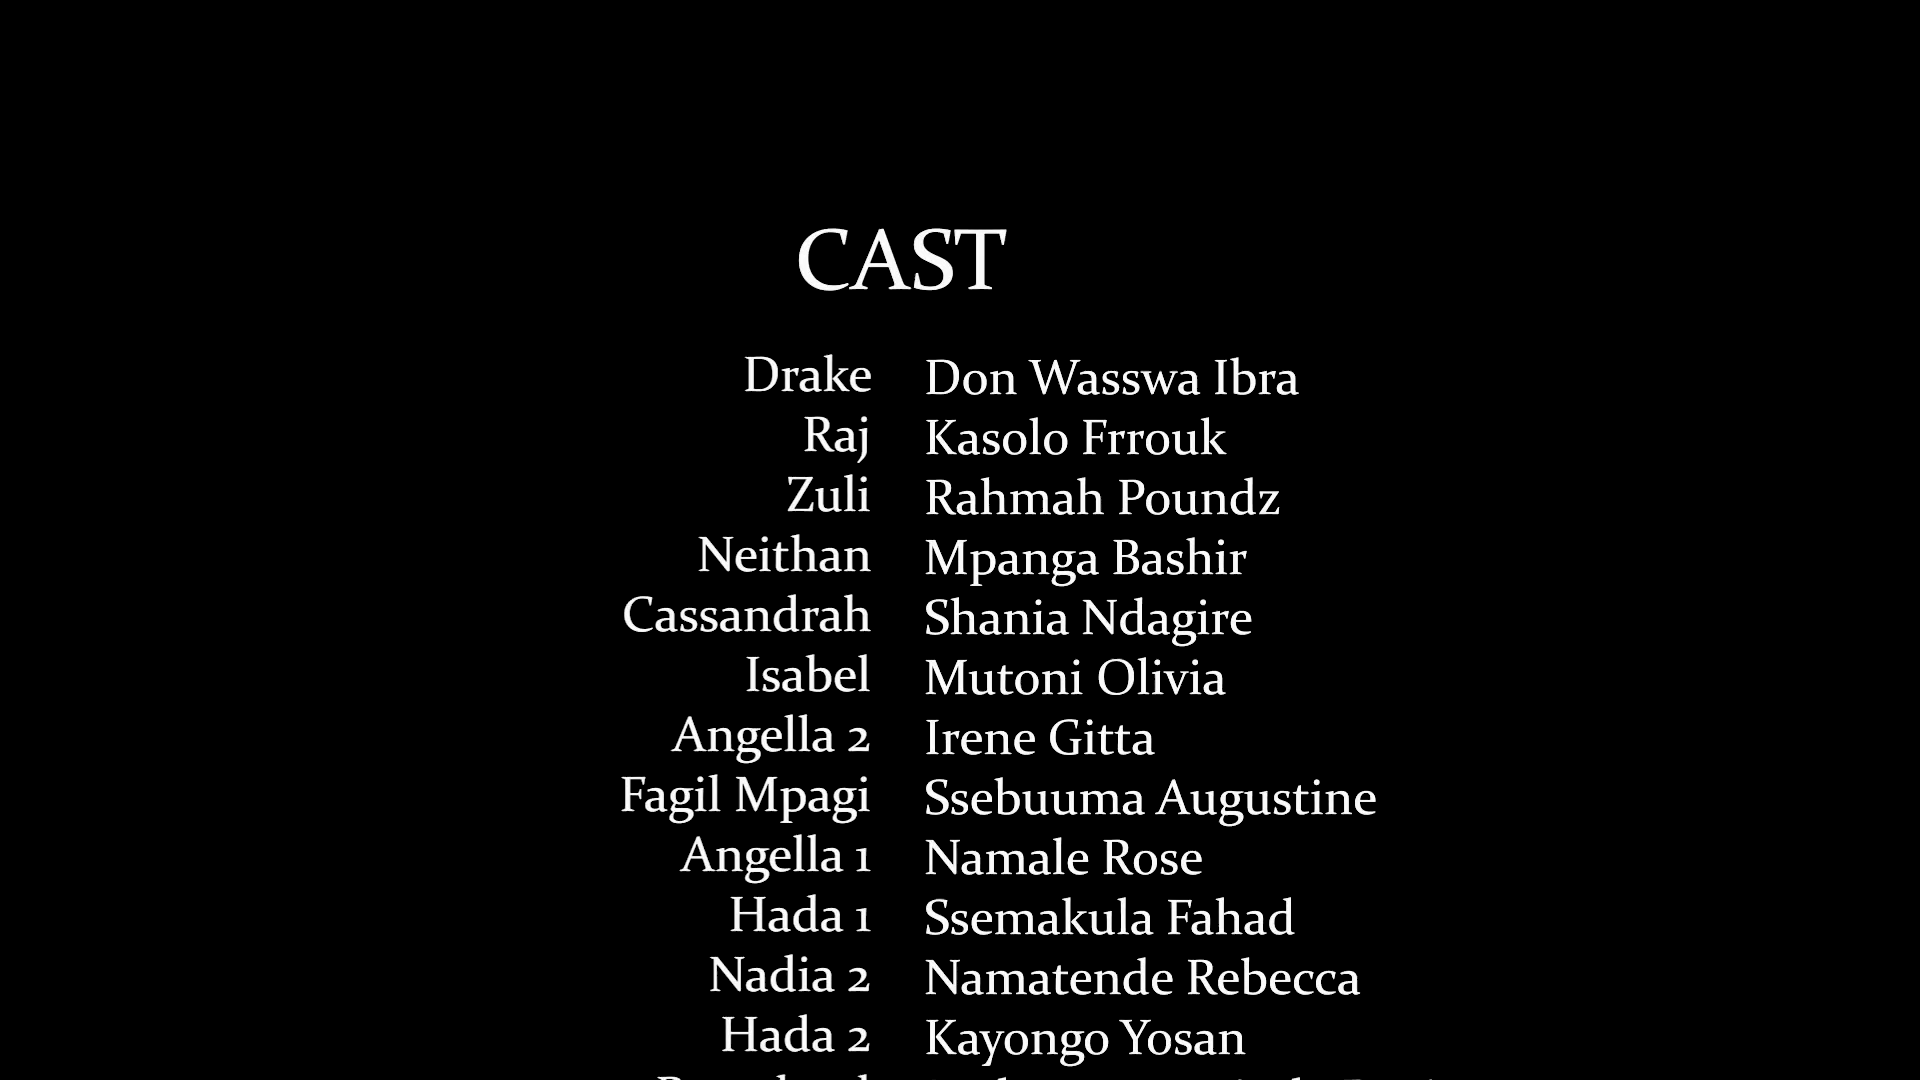 CAST
Drake Don Wasswa Ibra
Raj Kasolo Frrouk
Zuli Rahmah Poundz
Neithan Mpanga Bashir
Cassandrah Shania Ndagire
Isabel Mutoni Olivia
Angella 2 Irene Gitta
Fagil Mpagi Ssebuuma Augustine
Angella 1 Namale Rose
Hada 1 Ssemakula Fahad
Nadia 2 Namatende Rebecca
Hada 2 Kayongo Yosan